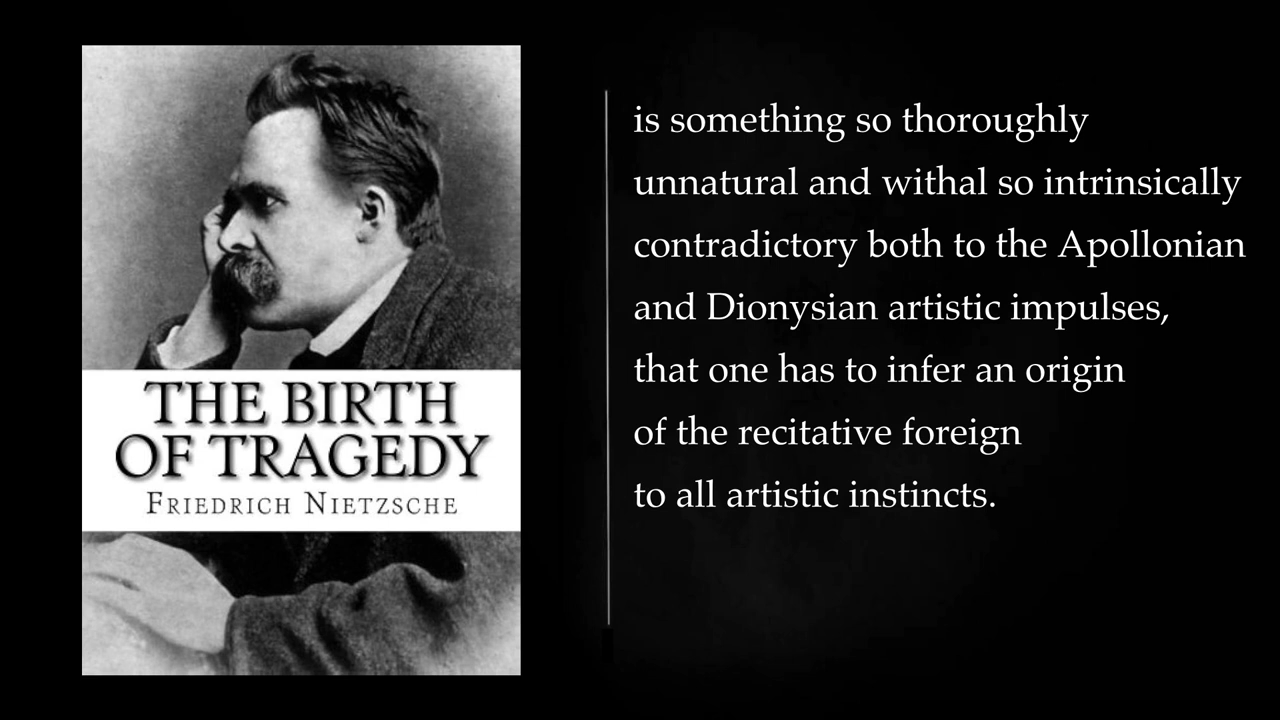 THE BIRTH
OF TRAGEDY
FRIEDRICH NIETZSCHE
is something so thoroughly
unnatural and withal so intrinsically
contradictory both to the Apollonian
and Dionysian artistic impulses,
that one has to infer an origin
of the recitative foreign
to all artistic instincts.